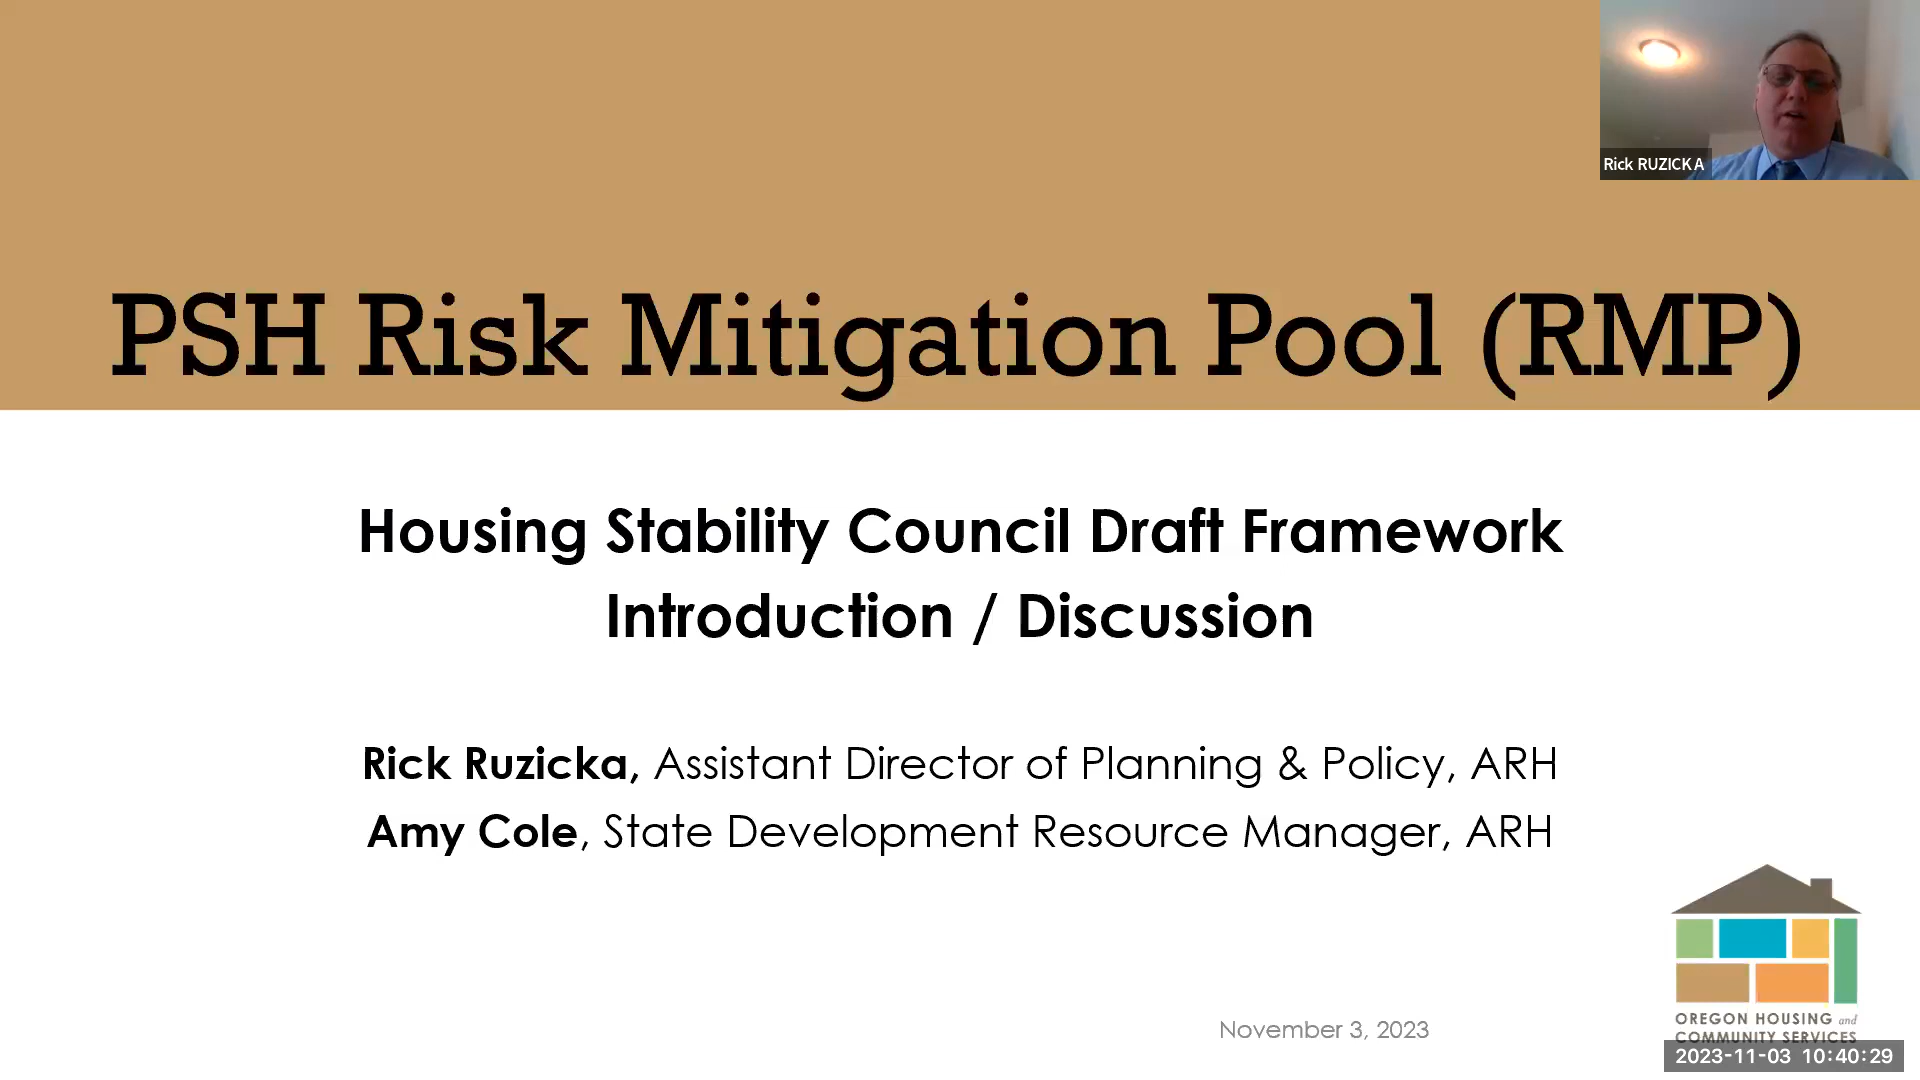 Rick RUZICKA
PSH Risk Mitigation Pool (RMP)
Housing Stability Council Draft Framework
Introduction / Discussion
Rick Ruzicka, Assistant Director of Planning & Policy, ARH
Amy Cole, State Development Resource Manager, ARH
November 3, 2023
OREGON HOUSING and
COMMUNITY SERVICES
2023-11-03 10:40:29